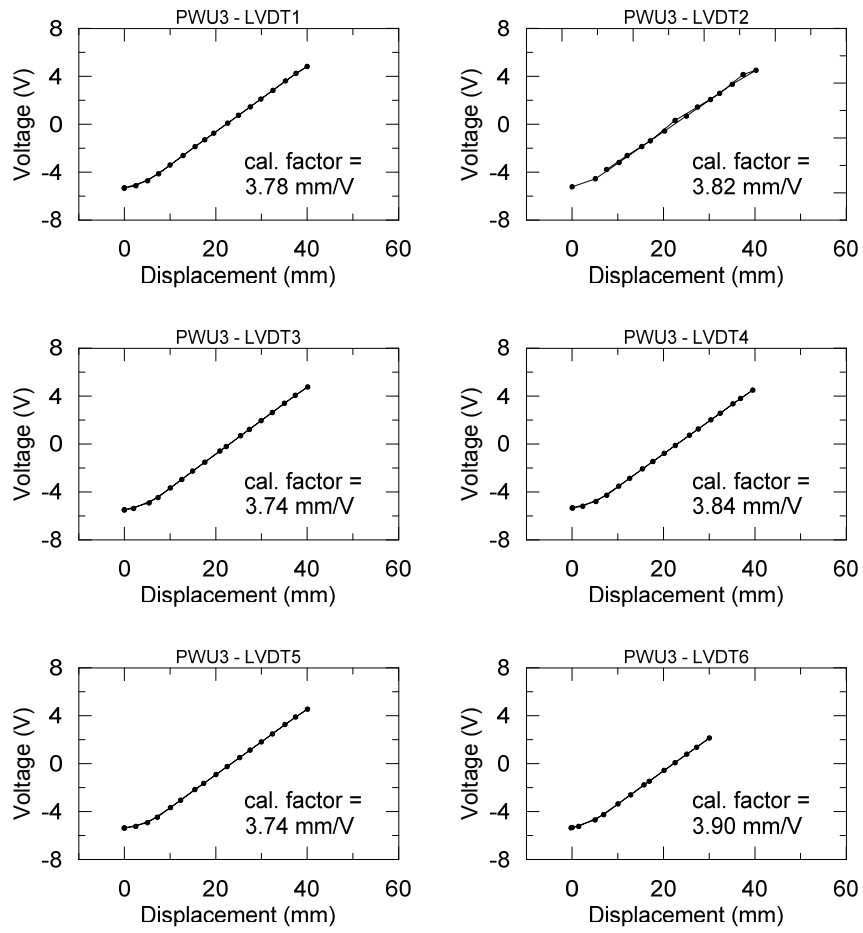 PWU3 - LVDT1
8
4
0
-4
-8
Voltage (V)
cal. factor =
3.78 mm/V
0 20 40 60
Displacement (mm)
PWU3 - LVDT2
8
4
0
-4
-8
Voltage (V)
cal. factor =
3.82 mm/V
0 20 40 60
Displacement (mm)
PWU3 - LVDT3
8
4
0
-4
-8
Voltage (V)
cal. factor =
3.74 mm/V
0 20 40 60
Displacement (mm)
PWU3 - LVDT4
8
4
0
-4
-8
Voltage (V)
cal. factor =
3.84 mm/V
0 20 40 60
Displacement (mm)
PWU3 - LVDT5
8
4
0
-4
-8
Voltage (V)
cal. factor =
3.74 mm/V
0 20 40 60
Displacement (mm)
PWU3 - LVDT6
8
4
0
-4
-8
Voltage (V)
cal. factor =
3.90 mm/V
0 20 40 60
Displacement (mm)